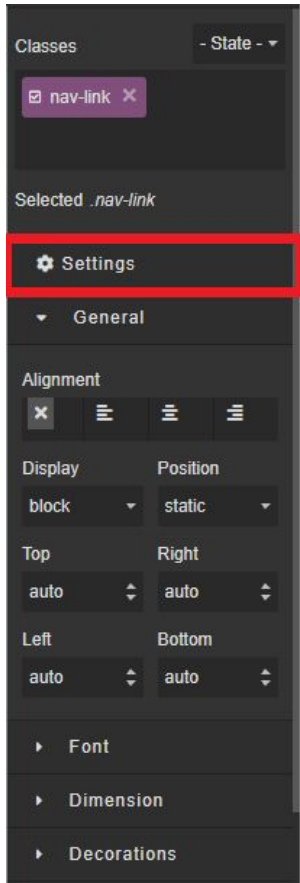 Classes - State -
nav-link
Selected .nav-link
Settings
General
Alignment
Display Position
block static
Top Right
auto auto
Left Bottom
auto auto
Font
Dimension
Decorations